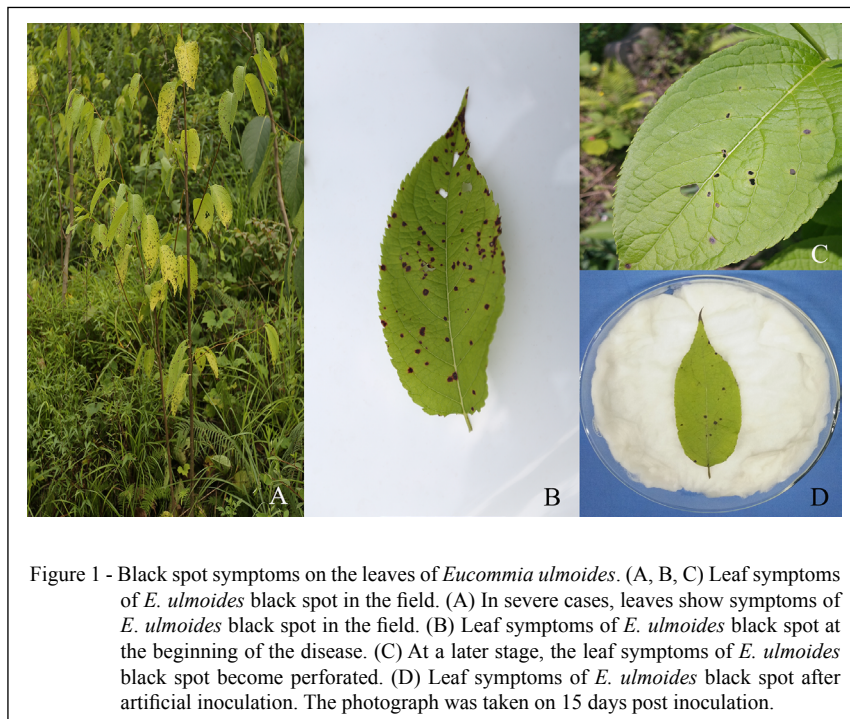 A
B
C
D
Figure 1 - Black spot symptoms on the leaves of Eucommia ulmoides. (A, B, C) Leaf symptoms
of E. ulmoides black spot in the field. (A) In severe cases, leaves show symptoms of
E. ulmoides black spot in the field. (B) Leaf symptoms of E. ulmoides black spot at
the beginning of the disease. (C) At a later stage, the leaf symptoms of E. ulmoides
black spot become perforated. (D) Leaf symptoms of E. ulmoides black spot after
artificial inoculation. The photograph was taken on 15 days post inoculation.